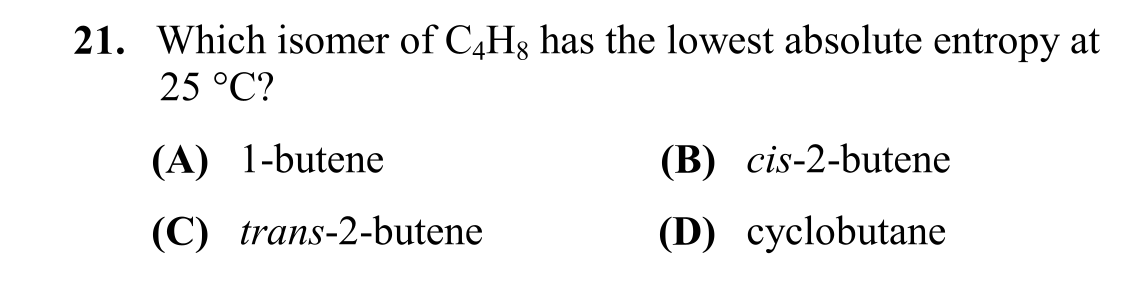 21. Which isomer of C₄H₈ has the lowest absolute entropy at
25 °C?
(A) 1-butene (B) cis-2-butene
(C) trans-2-butene (D) cyclobutane